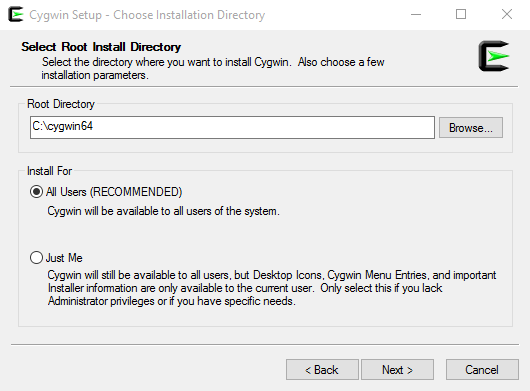 Cygwin Setup - Choose Installation Directory
Select Root Install Directory
Select the directory where you want to install Cygwin. Also choose a few
installation parameters.
Root Directory
C:\cygwin64
Browse...
Install For
All Users (RECOMMENDED)
Cygwin will be available to all users of the system.
Just Me
Cygwin will still be available to all users, but Desktop Icons, Cygwin Menu Entries, and important
Installer information are only available to the current user. Only select this if you lack
Administrator privileges or if you have specific needs.
< Back
Next >
Cancel